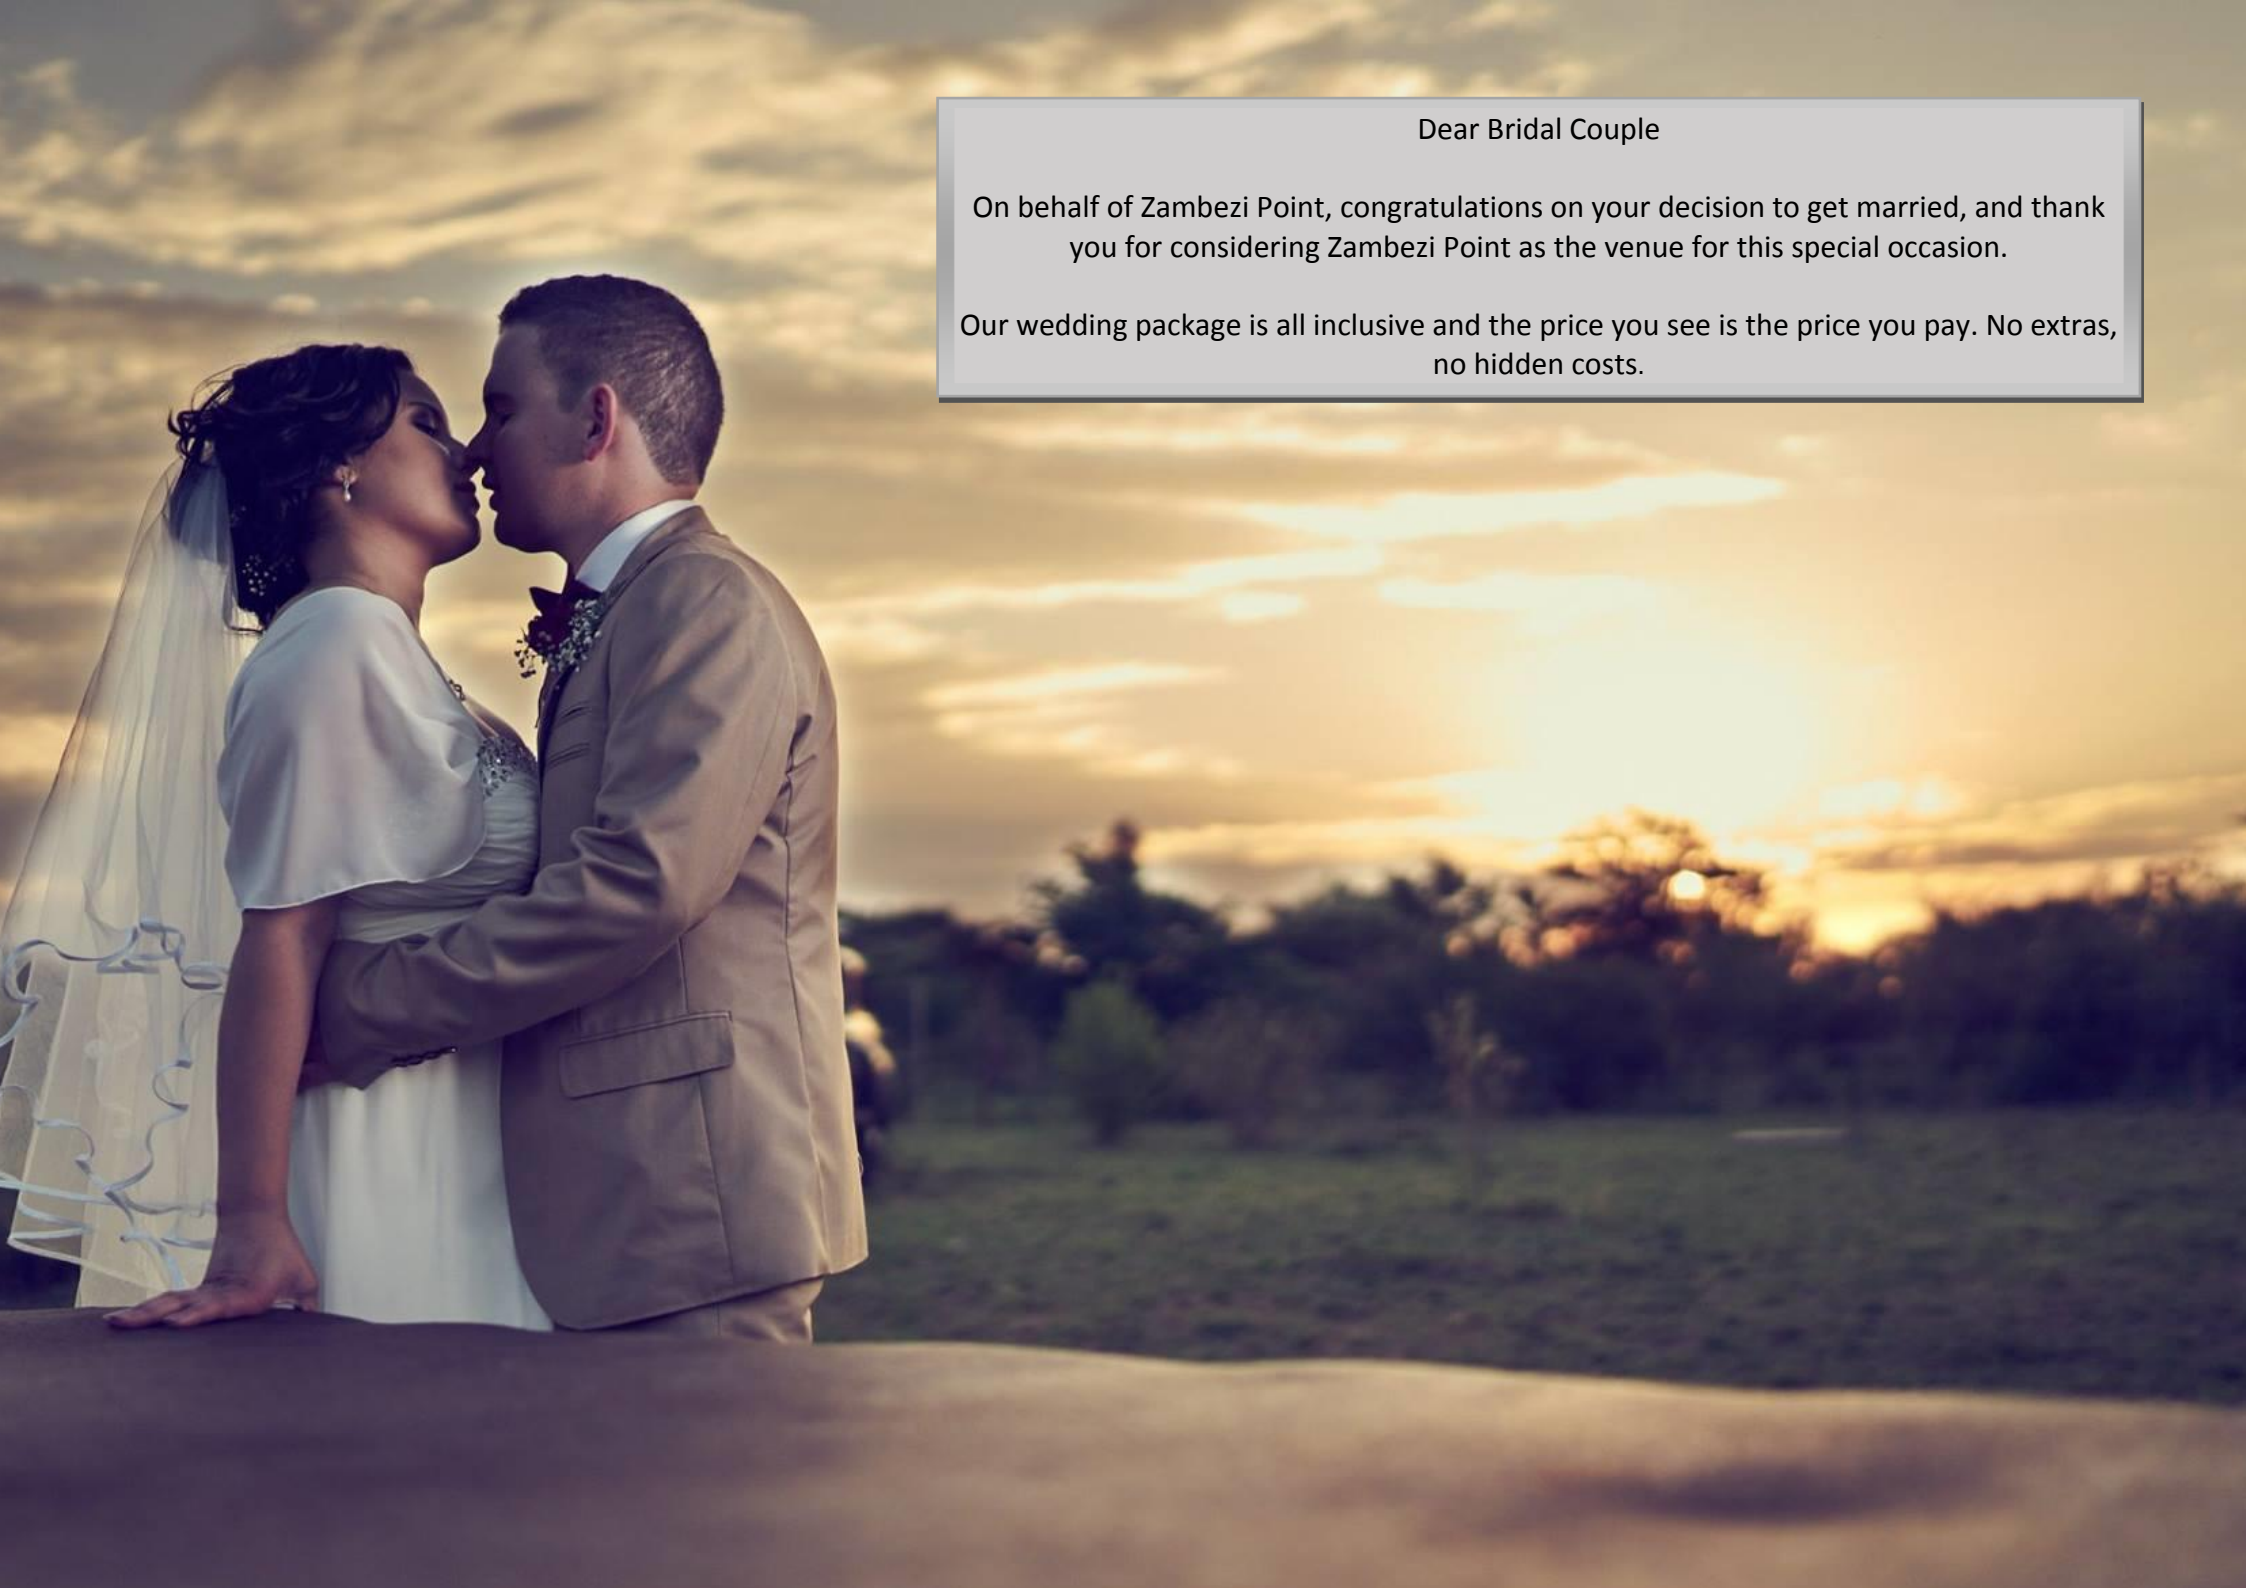 Dear Bridal Couple
On behalf of Zambezi Point, congratulations on your decision to get married, and thank
you for considering Zambezi Point as the venue for this special occasion.
Our wedding package is all inclusive and the price you see is the price you pay. No extras,
no hidden costs.